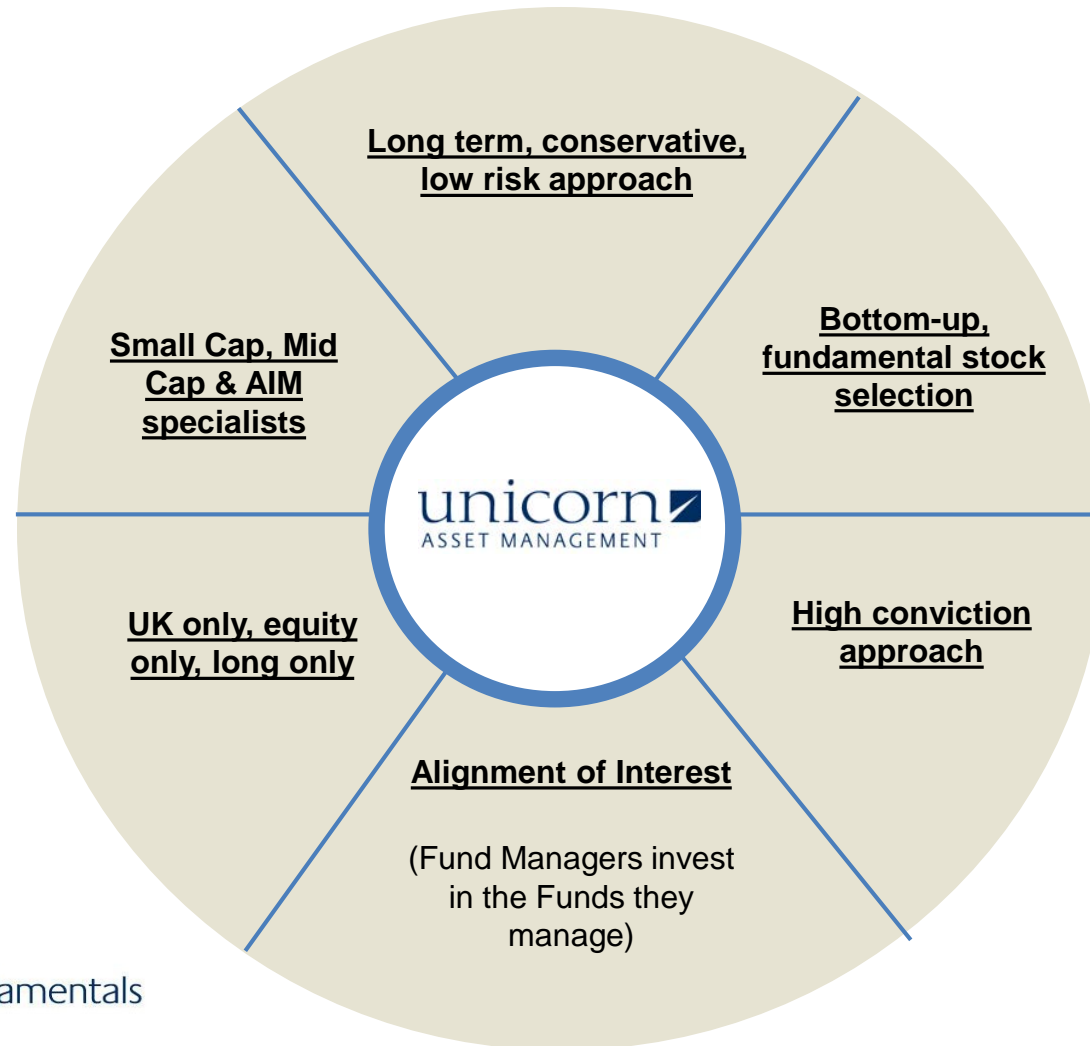 Long term, conservative,
low risk approach
Bottom-up,
fundamental stock
selection
Small Cap, Mid
Cap & AIM
specialists
unicorn
ASSET MANAGEMENT
High conviction
approach
UK only, equity
only, long only
Alignment of Interest
(Fund Managers invest
in the Funds they
manage)
amentals